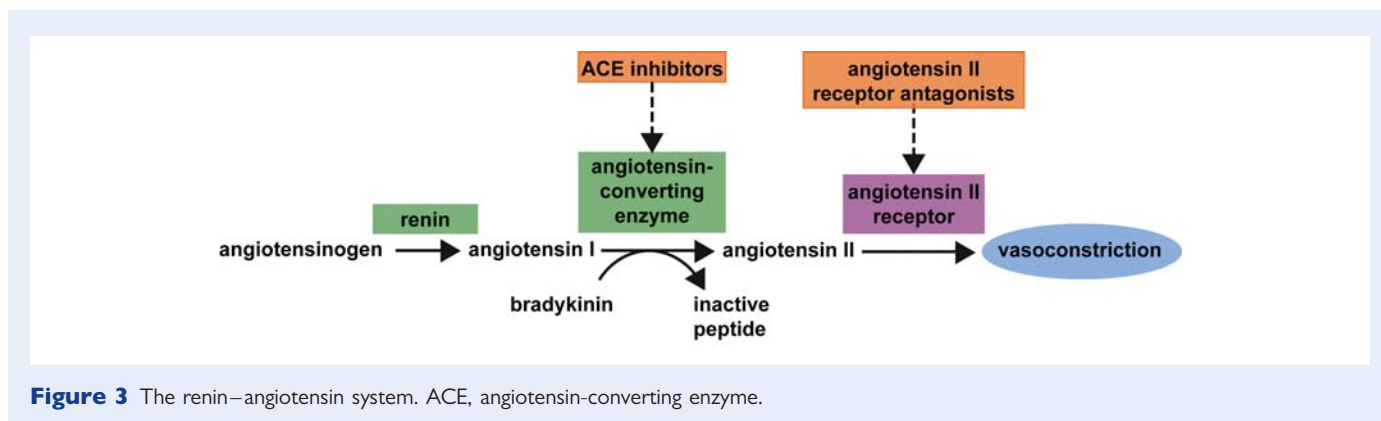 ACE inhibitors
angiotensin II
receptor antagonists
angiotensin-
converting
enzyme
angiotensin II
receptor
renin
angiotensinogen
angiotensin I
angiotensin II
vasoconstriction
bradykinin
inactive
peptide
Figure 3 The renin–angiotensin system. ACE, angiotensin-converting enzyme.